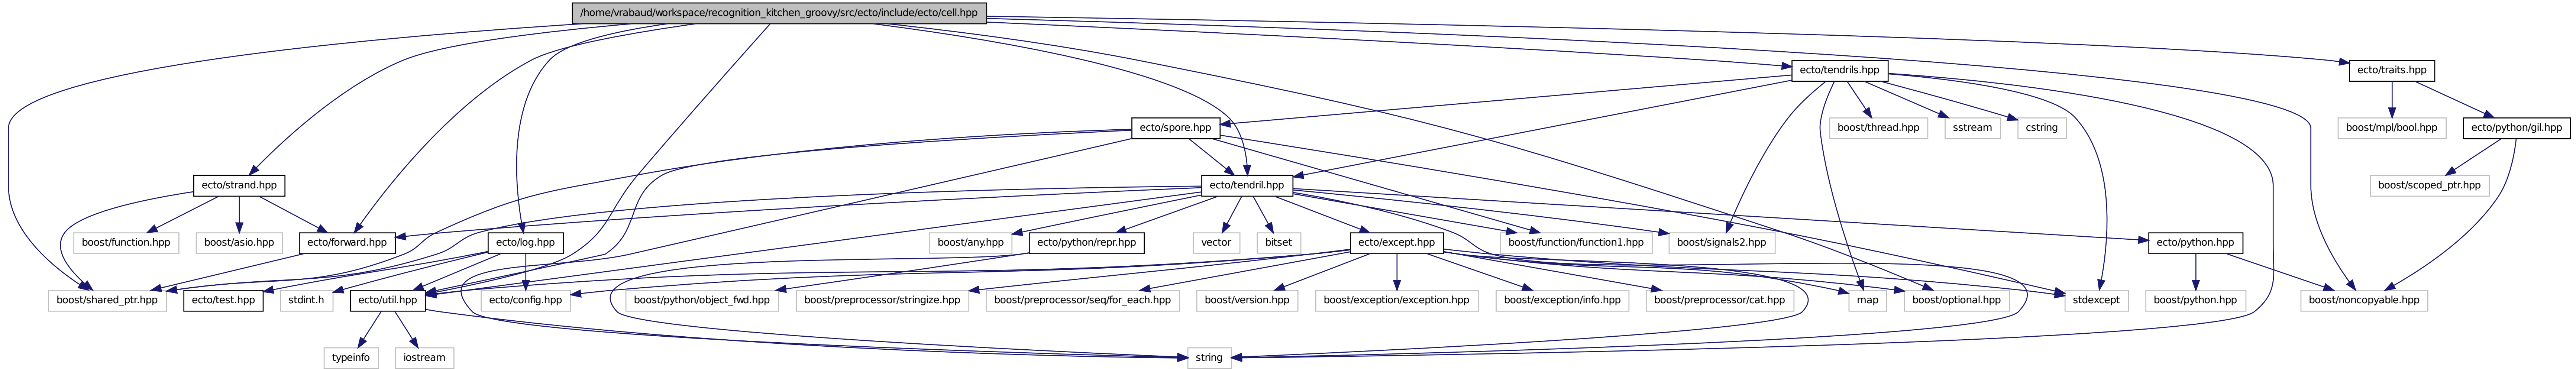 /home/vrabaud/workspace/recognition_kitchen_groovy/src/ecto/include/ecto/cell.hpp
ecto/tendrils.hpp
ecto/traits.hpp
ecto/spore.hpp
boost/thread.hpp
sstream
cstring
boost/mpl/bool.hpp
ecto/python/gil.hpp
ecto/strand.hpp
ecto/tendril.hpp
boost/scoped_ptr.hpp
boost/function.hpp
boost/asio.hpp
ecto/forward.hpp
ecto/log.hpp
boost/any.hpp
ecto/python/repr.hpp
vector
bitset
ecto/except.hpp
boost/function/function1.hpp
boost/signals2.hpp
ecto/python.hpp
boost/shared_ptr.hpp
ecto/test.hpp
stdint.h
ecto/util.hpp
ecto/config.hpp
boost/python/object_fwd.hpp
boost/preprocessor/stringize.hpp
boost/preprocessor/seq/for_each.hpp
boost/version.hpp
boost/exception/exception.hpp
boost/exception/info.hpp
boost/preprocessor/cat.hpp
map
boost/optional.hpp
stdexcept
boost/python.hpp
boost/noncopyable.hpp
typeinfo
iostream
string